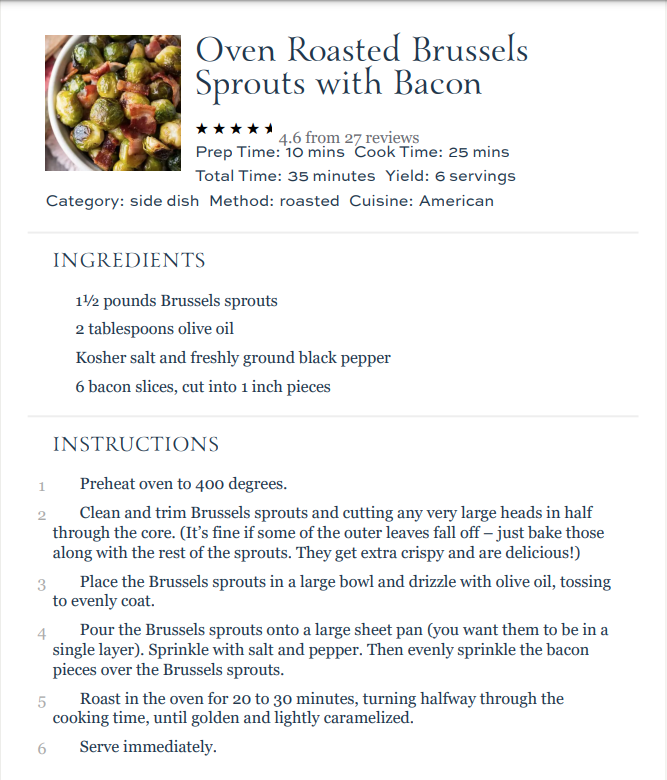 Oven Roasted Brussels
Sprouts with Bacon
4.6 from 27 reviews
Prep Time: 10 mins Cook Time: 25 mins
Total Time: 35 minutes Yield: 6 servings
Category: side dish Method: roasted Cuisine: American
INGREDIENTS
1½ pounds Brussels sprouts
2 tablespoons olive oil
Kosher salt and freshly ground black pepper
6 bacon slices, cut into 1 inch pieces
INSTRUCTIONS
1 Preheat oven to 400 degrees.
2 Clean and trim Brussels sprouts and cutting any very large heads in half
through the core. (It’s fine if some of the outer leaves fall off – just bake those
along with the rest of the sprouts. They get extra crispy and are delicious!)
3 Place the Brussels sprouts in a large bowl and drizzle with olive oil, tossing
to evenly coat.
4 Pour the Brussels sprouts onto a large sheet pan (you want them to be in a
single layer). Sprinkle with salt and pepper. Then evenly sprinkle the bacon
pieces over the Brussels sprouts.
5 Roast in the oven for 20 to 30 minutes, turning halfway through the
cooking time, until golden and lightly caramelized.
6 Serve immediately.